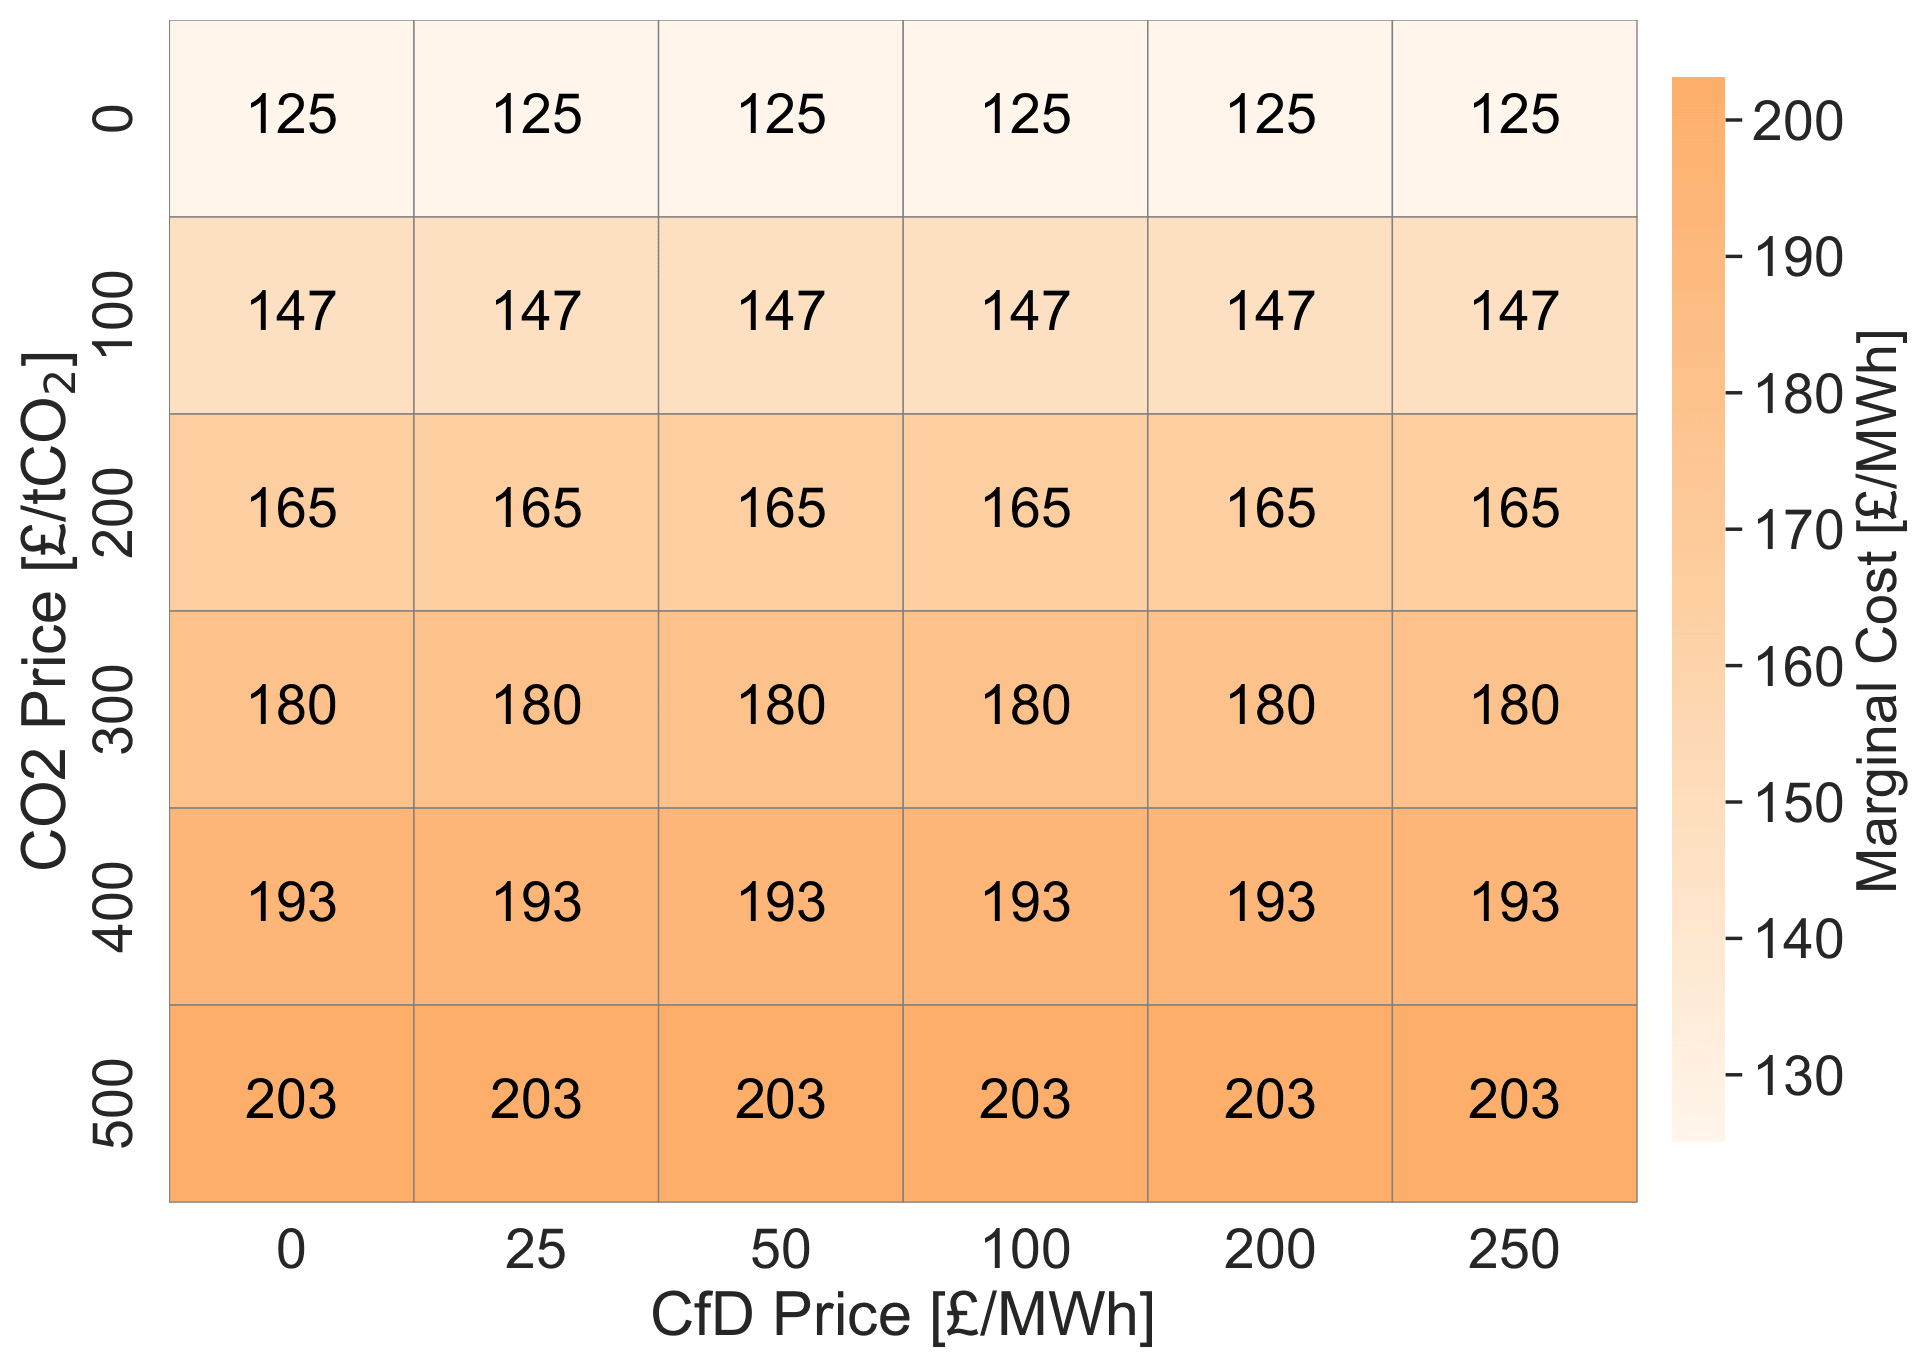 0 125 125 125 125 125 125
100 147 147 147 147 147 147
200 165 165 165 165 165 165
300 180 180 180 180 180 180
400 193 193 193 193 193 193
500 203 203 203 203 203 203
0 25 50 100 200 250
CfD Price [£/MWh]
CO2 Price [£/tCO₂]
200
190
180
170
160
150
140
130
Marginal Cost [£/MWh]